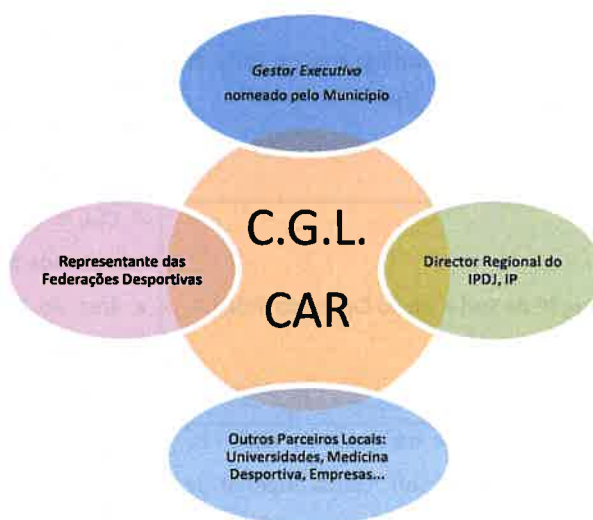 Gestor Executivo
nomeado pelo Município
C.G.L.
CAR
Representante das
Federações Desportivas
Director Regional do
IPDJ, IP
Outros Parceiros Locais:
Universidades, Medicina
Desportiva, Empresas...